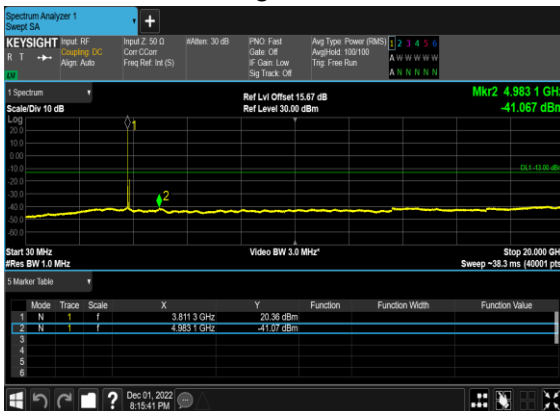 Spectrum Analyzer 1
Swept SA
KEYSIGHT
R T
LV
Input: RF
Coupling: DC
Align: Auto
Input Z: 50 Ω
Corr CCorr
Freq Ref: Int (S)
#Atten: 30 dB
PNO: Fast
Gate: Off
IF Gain: Low
Sig Track: Off
Avg Type: Power (RMS)
Avg|Hold: 100/100
Trig: Free Run
1 2 3 4 5 6
A W W W W W
A N N N N N
1 Spectrum
Scale/Div 10 dB
Ref Lvl Offset 15.67 dB
Ref Level 30.00 dBm
Mkr2 4.983 1 GHz
-41.067 dBm
Log
20.0
10.0
0.00
-10.0
-20.0
-30.0
-40.0
-50.0
-60.0
1
2
DL1 -13.00 dBm
Start 30 MHz
#Res BW 1.0 MHz
Video BW 3.0 MHz*
Stop 20.000 GHz
Sweep ~38.3 ms (40001 pts)
5 Marker Table
Mode Trace Scale X Y Function Function Width Function Value
1 N 1 f 3.811 3 GHz 20.36 dBm
2 N 1 f 4.983 1 GHz -41.07 dBm
3
4
5
6
?
Dec 01, 2022
8:15:41 PM